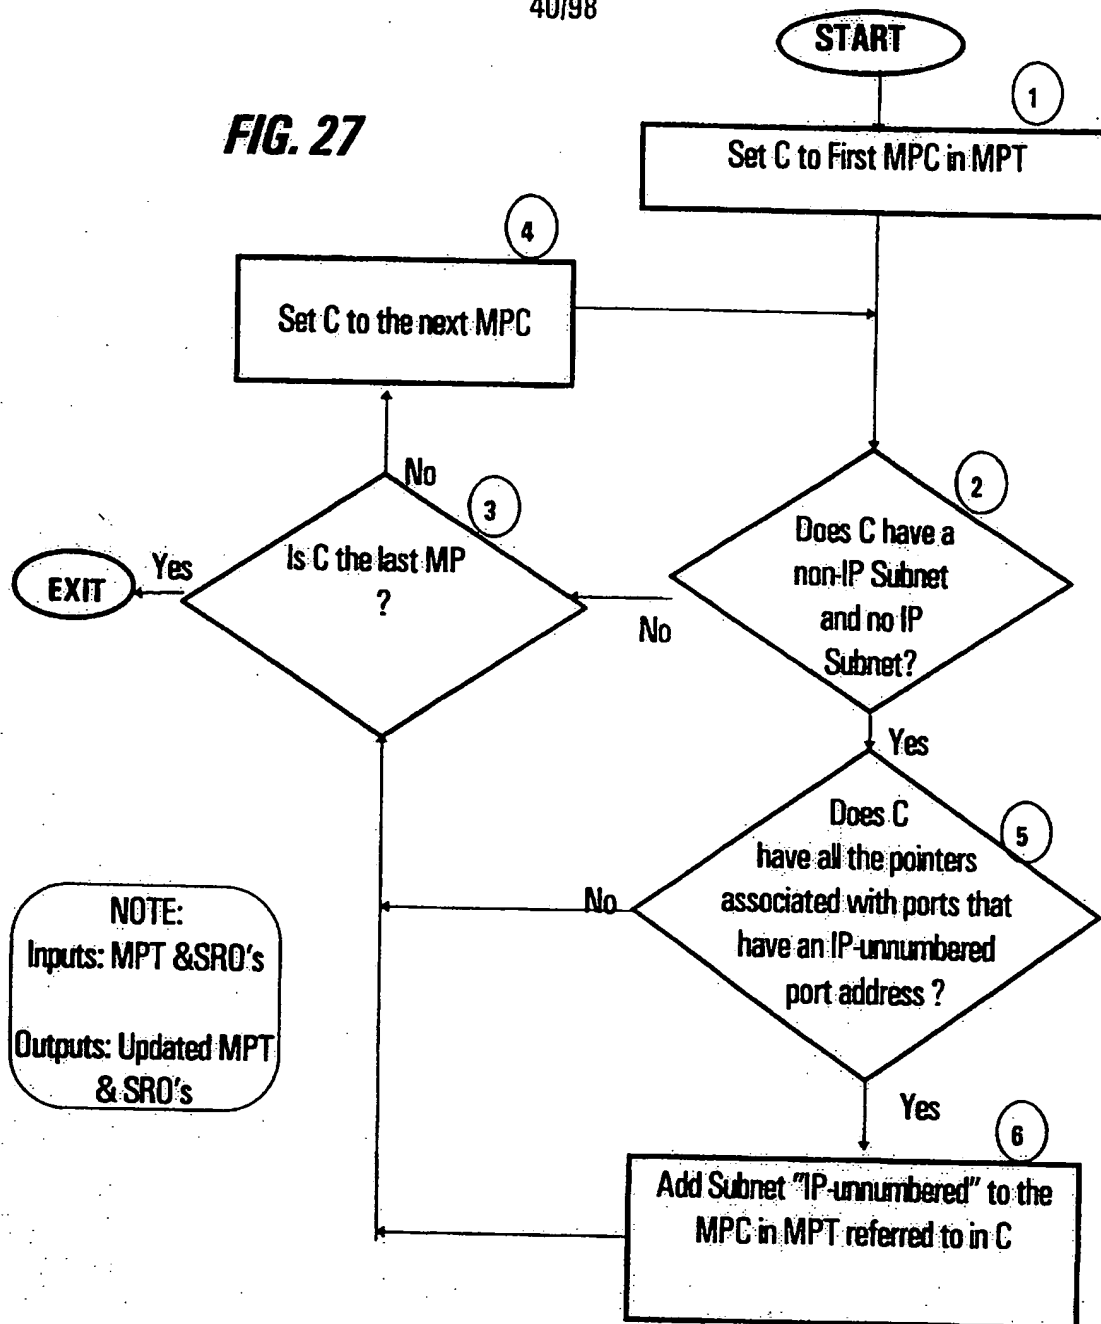 40/98
START
FIG. 27
1
Set C to First MPC in MPT
4
Set C to the next MPC
No
2
3
Does C have a
non-IP Subnet
and no IP
Subnet?
Is C the last MP
?
Yes
EXIT
No
Yes
Does C
have all the pointers
associated with ports that
have an IP-unnumbered
port address ?
5
No
NOTE:
Inputs: MPT &SRO's
Outputs: Updated MPT
& SRO's
Yes
6
Add Subnet "IP-unnumbered" to the
MPC in MPT referred to in C